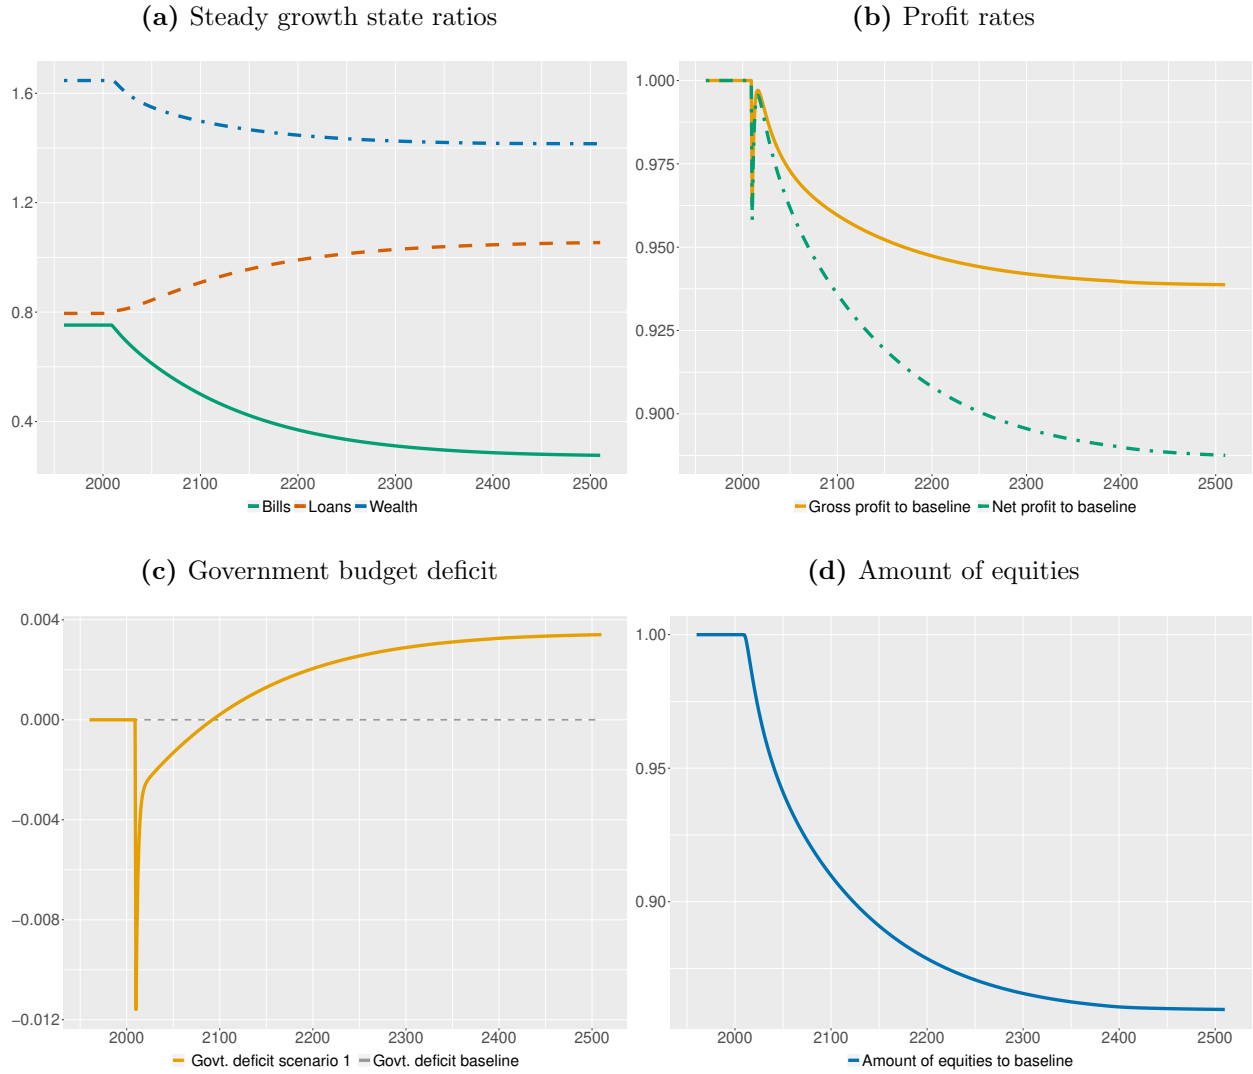 (a) Steady growth state ratios
1.6
1.2
0.8
0.4
2000 2100 2200 2300 2400 2500
Bills Loans Wealth
(b) Profit rates
1.000
0.975
0.950
0.925
0.900
2000 2100 2200 2300 2400 2500
Gross profit to baseline Net profit to baseline
(c) Government budget deficit
0.004
0.000
−0.004
−0.008
−0.012
2000 2100 2200 2300 2400 2500
Govt. deficit scenario 1 Govt. deficit baseline
(d) Amount of equities
1.00
0.95
0.90
2000 2100 2200 2300 2400 2500
Amount of equities to baseline